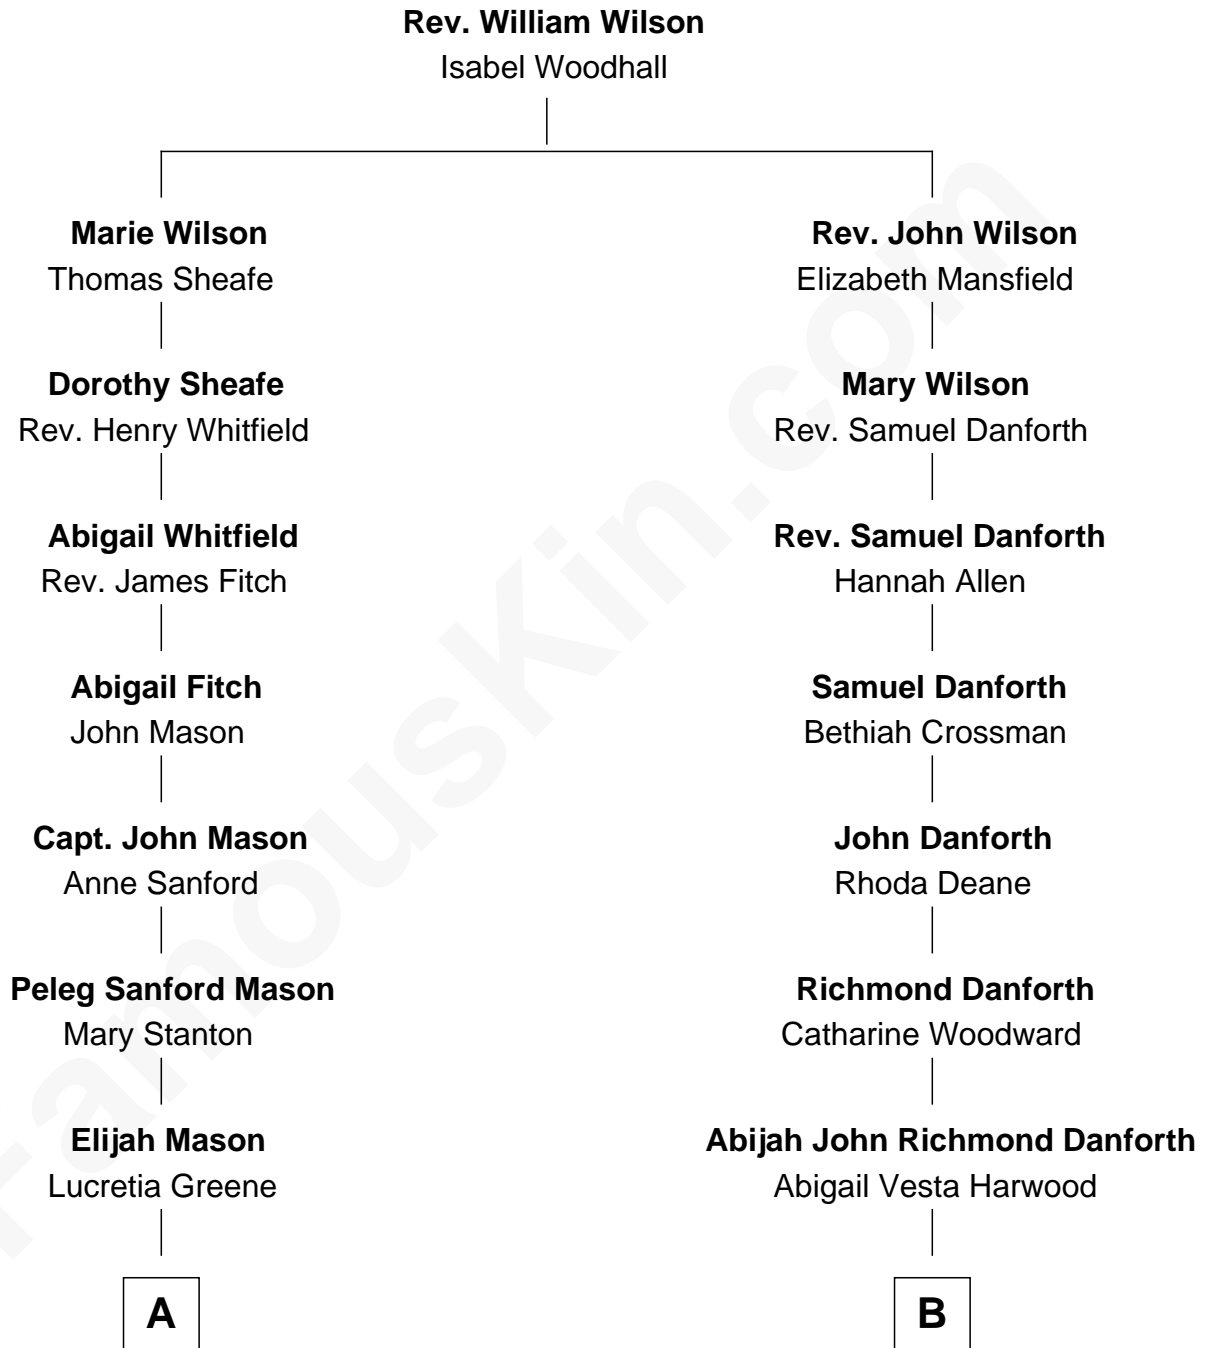 Rev. William Wilson
Isabel Woodhall
Marie Wilson
Thomas Sheafe
Rev. John Wilson
Elizabeth Mansfield
Dorothy Sheafe
Rev. Henry Whitfield
Mary Wilson
Rev. Samuel Danforth
Abigail Whitfield
Rev. James Fitch
Rev. Samuel Danforth
Hannah Allen
Abigail Fitch
John Mason
Samuel Danforth
Bethiah Crossman
Capt. John Mason
Anne Sanford
John Danforth
Rhoda Deane
Peleg Sanford Mason
Mary Stanton
Richmond Danforth
Catharine Woodward
Elijah Mason
Lucretia Greene
Abijah John Richmond Danforth
Abigail Vesta Harwood
A
B
FamousKin.com